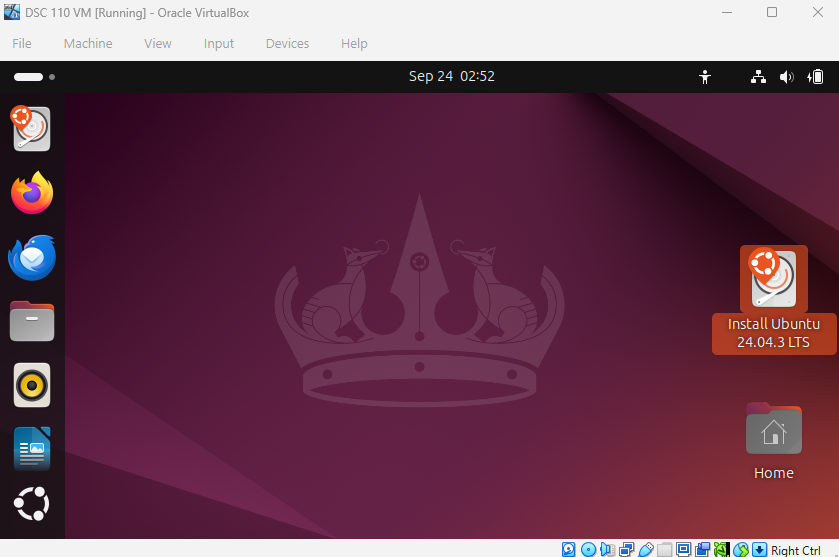 DSC 110 VM [Running] - Oracle VirtualBox
File Machine View Input Devices Help
Sep 24 02:52
Install Ubuntu
24.04.3 LTS
Home
Right Ctrl